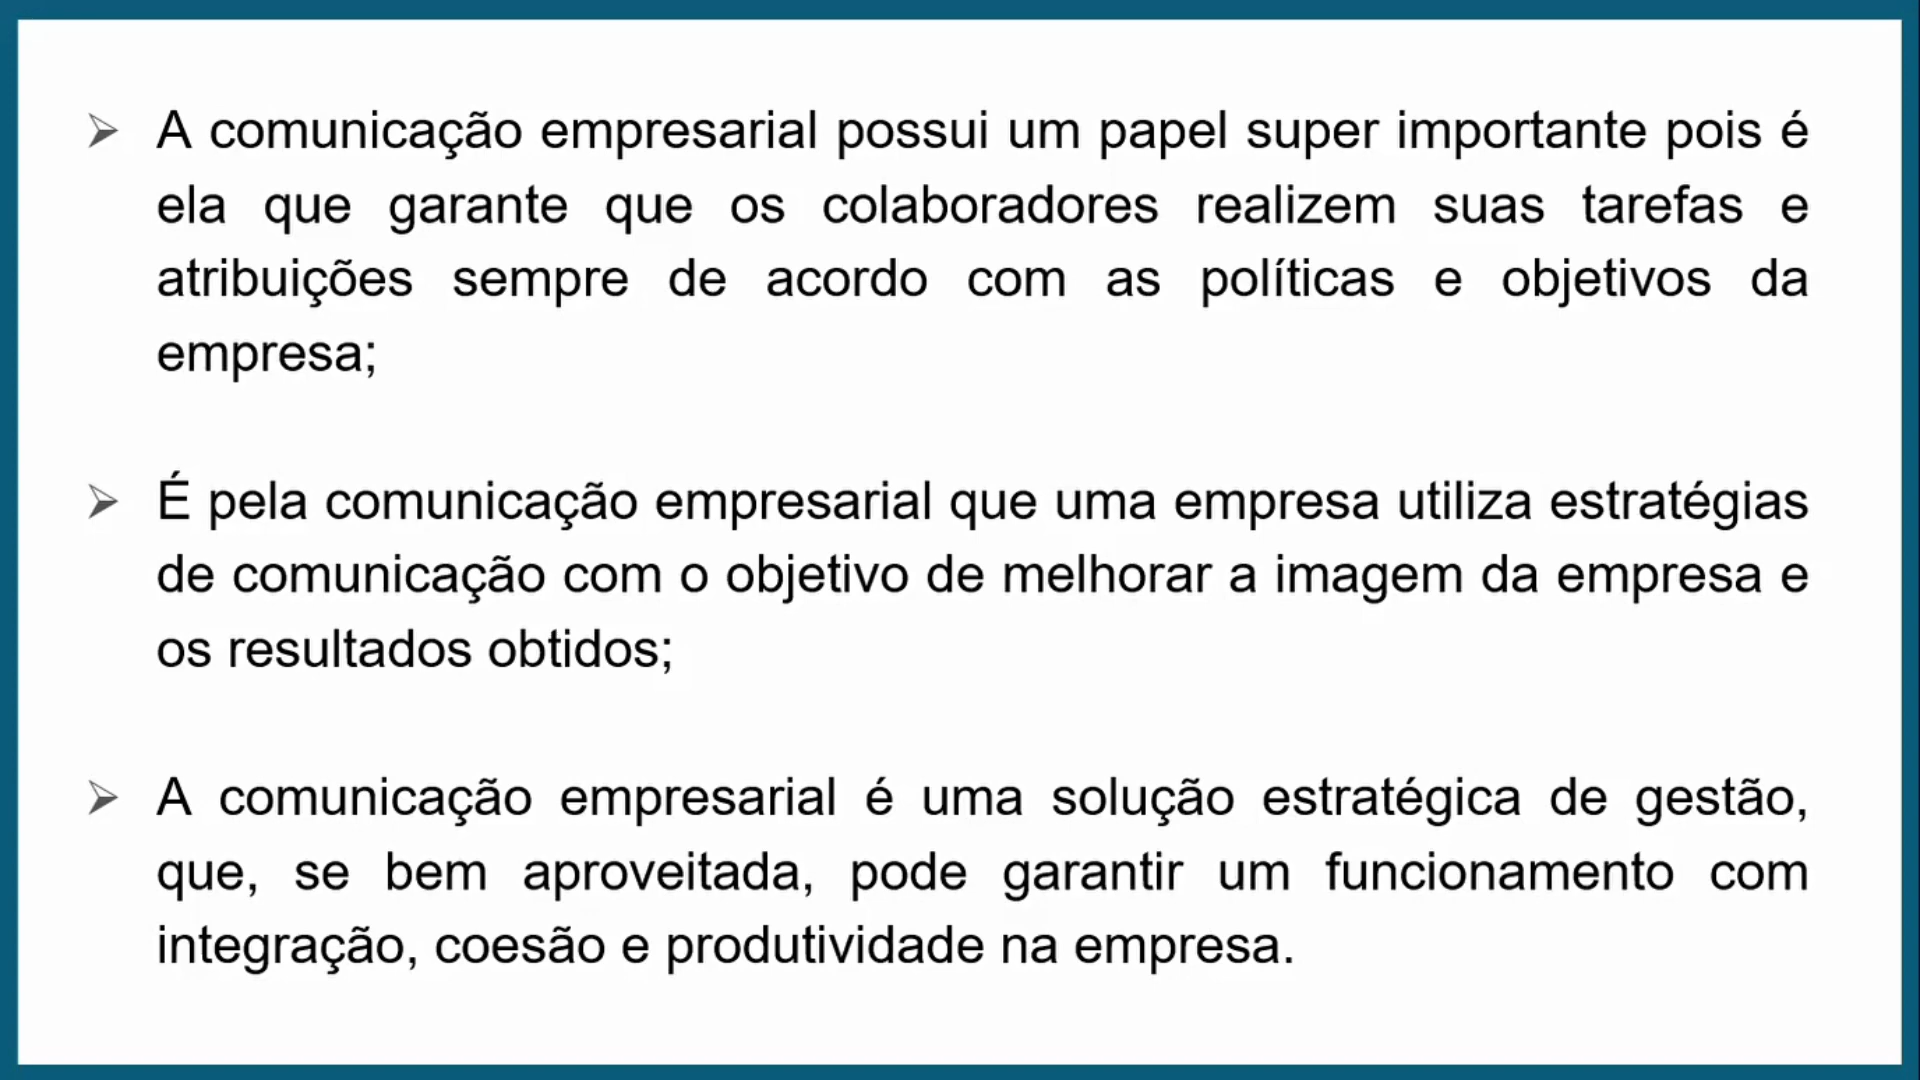 A comunicação empresarial possui um papel super importante pois é
ela que garante que os colaboradores realizem suas tarefas e
atribuições sempre de acordo com as políticas e objetivos da
empresa;
É pela comunicação empresarial que uma empresa utiliza estratégias
de comunicação com o objetivo de melhorar a imagem da empresa e
os resultados obtidos;
A comunicação empresarial é uma solução estratégica de gestão,
que, se bem aproveitada, pode garantir um funcionamento com
integração, coesão e produtividade na empresa.